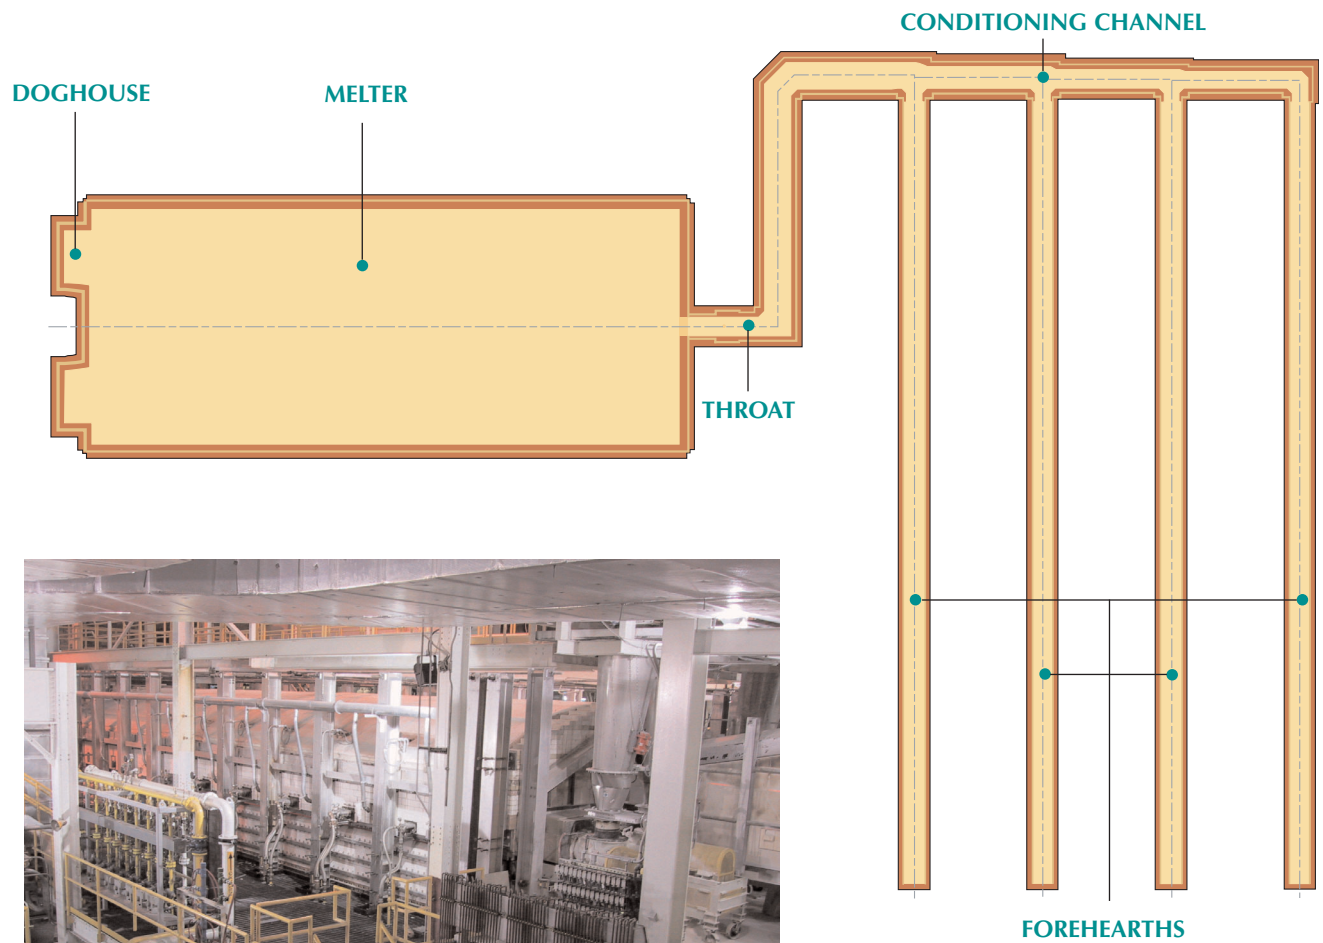 CONDITIONING CHANNEL
DOGHOUSE
MELTER
THROAT
FOREHEARTHS